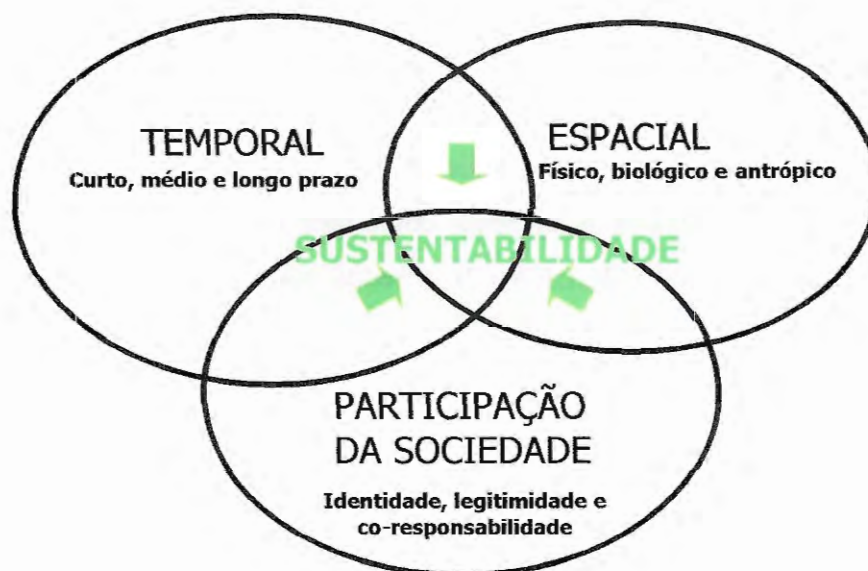 TEMPORAL
Curto, médio e longo prazo
ESPACIAL
Físico, biológico e antrópico
SUSTENTABILIDADE
PARTICIPAÇÃO
DA SOCIEDADE
Identidade, legitimidade e
co-responsabilidade